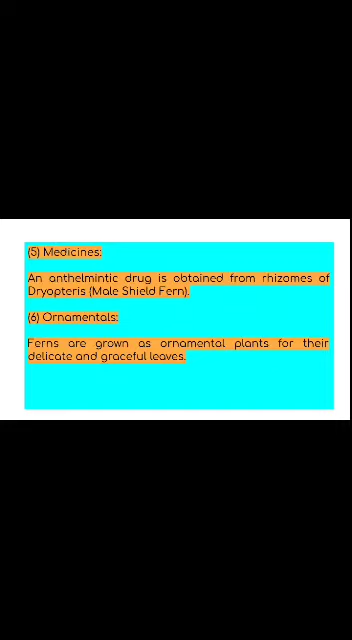 (5) Medicines:
An anthelmintic drug is obtained from rhizomes of
Dryopteris (Male Shield Fern).
(6) Ornamentals:
Ferns are grown as ornamental plants for their
delicate and graceful leaves.